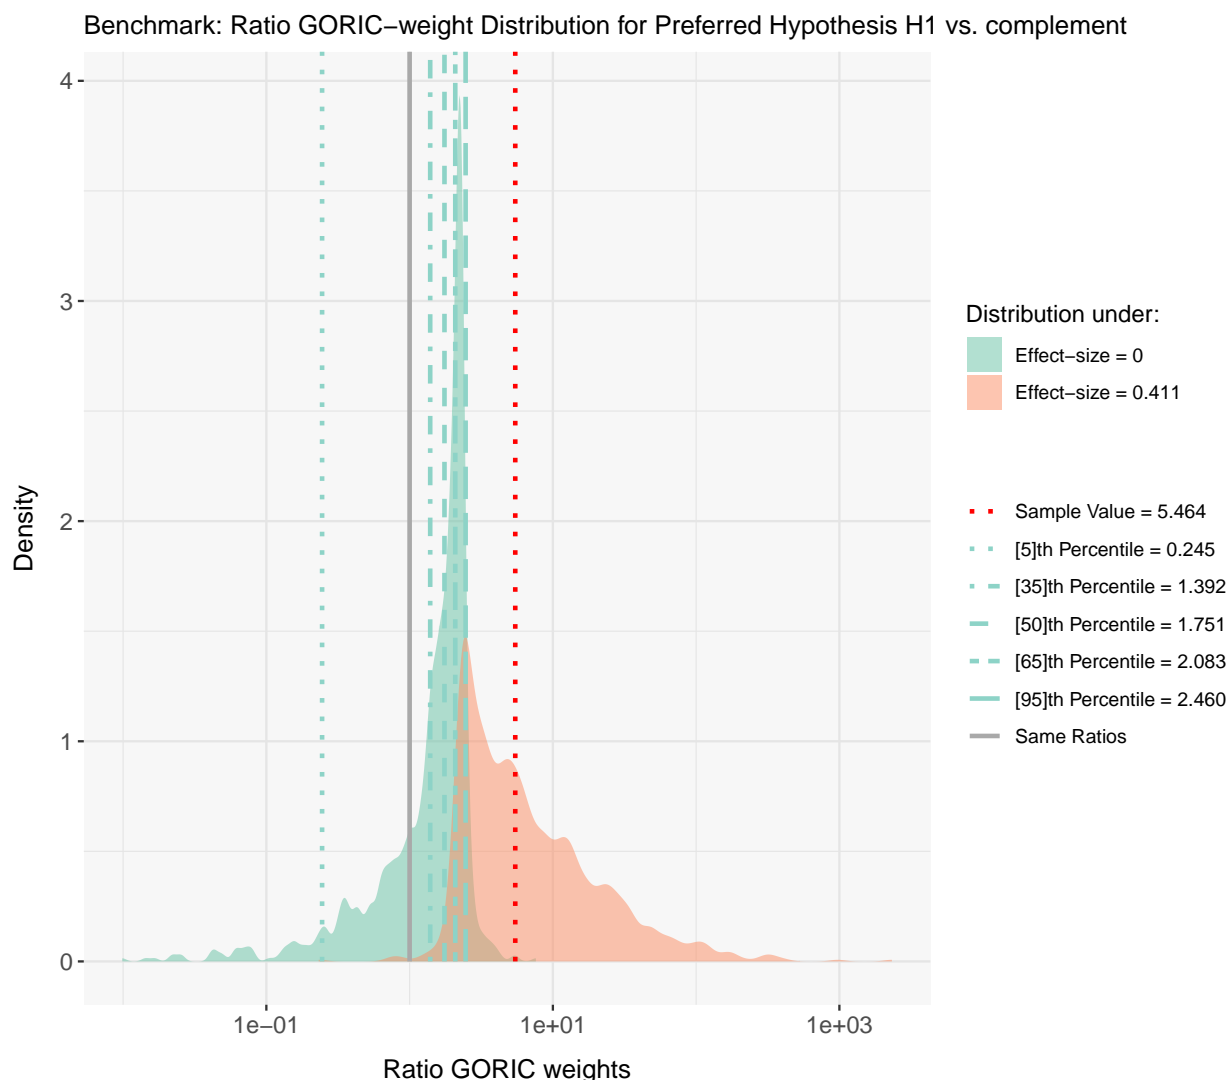 Benchmark: Ratio GORIC−weight Distribution for Preferred Hypothesis H1 vs. complement
4
3
2
1
0
Density
1e−01
1e+01
1e+03
Ratio GORIC weights
Distribution under:
Effect−size = 0
Effect−size = 0.411
Sample Value = 5.464
[5]th Percentile = 0.245
[35]th Percentile = 1.392
[50]th Percentile = 1.751
[65]th Percentile = 2.083
[95]th Percentile = 2.460
Same Ratios